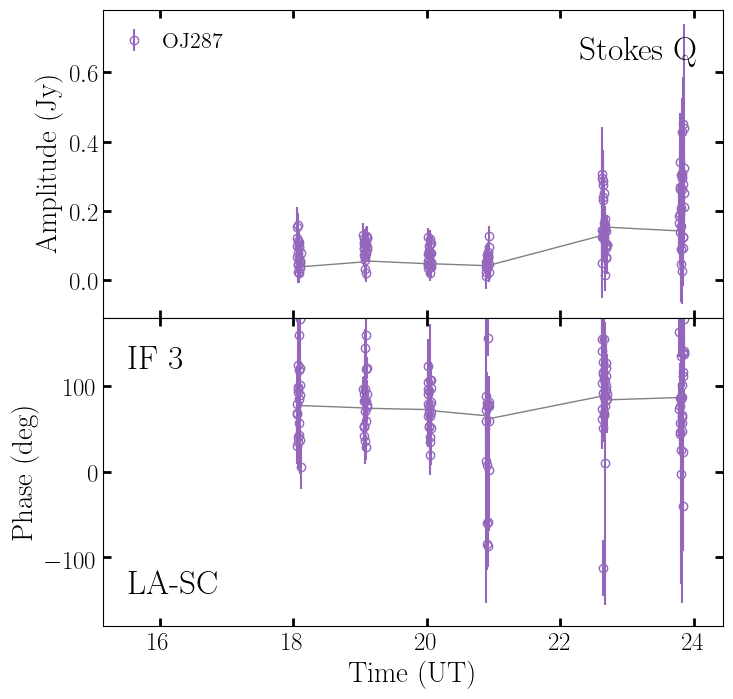 OJ287
Stokes Q
Amplitude (Jy)
0.6
0.4
0.2
0.0
IF 3
Phase (deg)
100
0
−100
LA-SC
16 18 20 22 24
Time (UT)